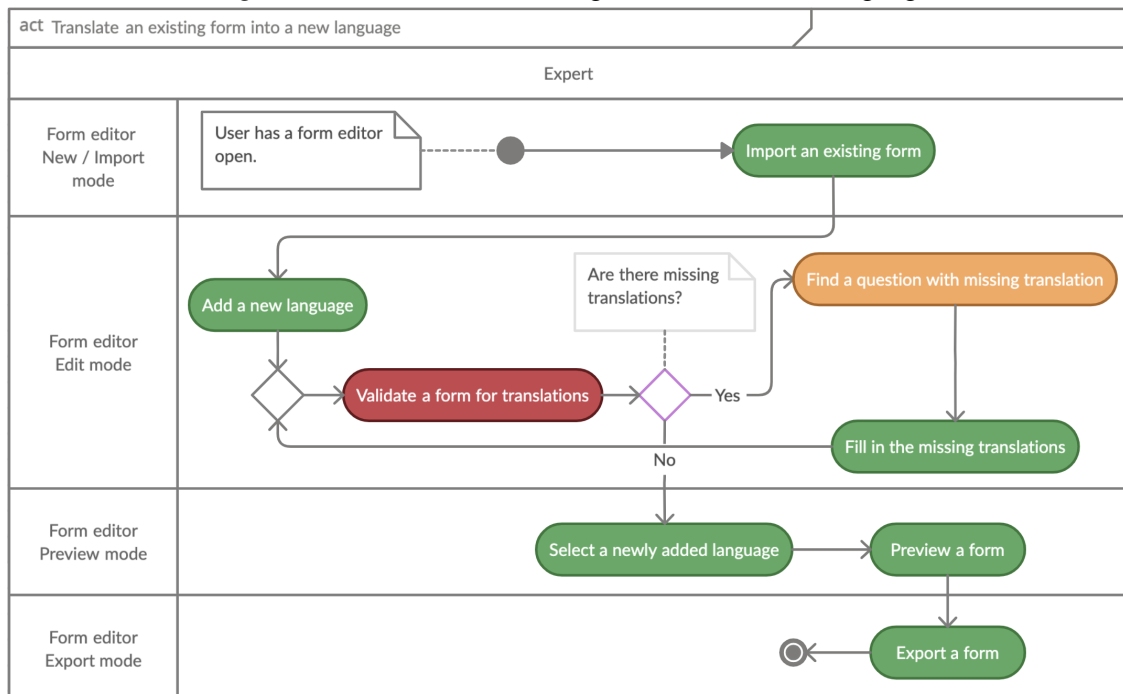 act Translate an existing form into a new language
Expert
Form editor
New / Import
mode
User has a form editor
open.
Import an existing form
Form editor
Edit mode
Add a new language
Are there missing
translations?
Find a question with missing translation
Validate a form for translations
Yes
Fill in the missing translations
No
Form editor
Preview mode
Select a newly added language
Preview a form
Form editor
Export mode
Export a form